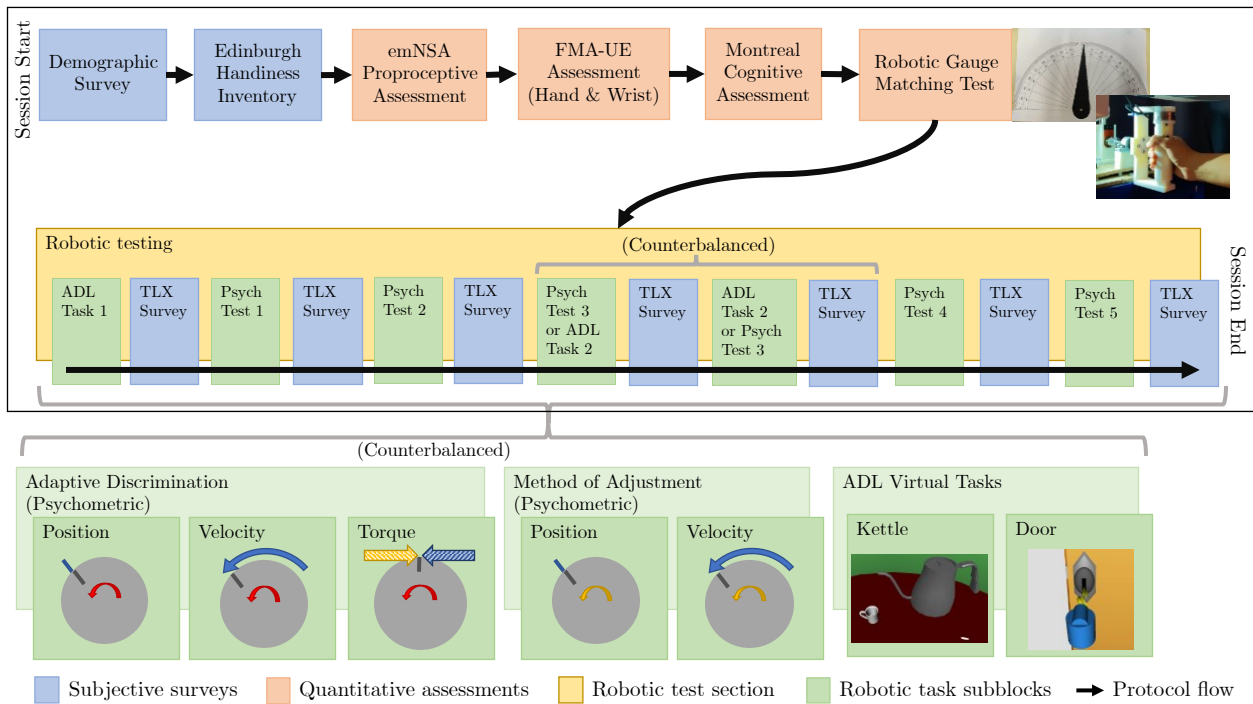 Session Start
Demographic
Survey
Edinburgh
Handiness
Inventory
emNSA
Proproceptive
Assessment
FMA-UE
Assessment
(Hand & Wrist)
Montreal
Cognitive
Assessment
Robotic Gauge
Matching Test
Robotic testing
(Counterbalanced)
ADL
Task 1
TLX
Survey
Psych
Test 1
TLX
Survey
Psych
Test 2
TLX
Survey
Psych
Test 3
or ADL
Task 2
TLX
Survey
ADL
Task 2
or Psych
Test 3
TLX
Survey
Psych
Test 4
TLX
Survey
Psych
Test 5
TLX
Survey
Session End
(Counterbalanced)
Adaptive Discrimination
(Psychometric)
Position
Velocity
Torque
Method of Adjustment
(Psychometric)
Position
Velocity
ADL Virtual Tasks
Kettle
Door
Subjective surveys
Quantitative assessments
Robotic test section
Robotic task subblocks
Protocol flow